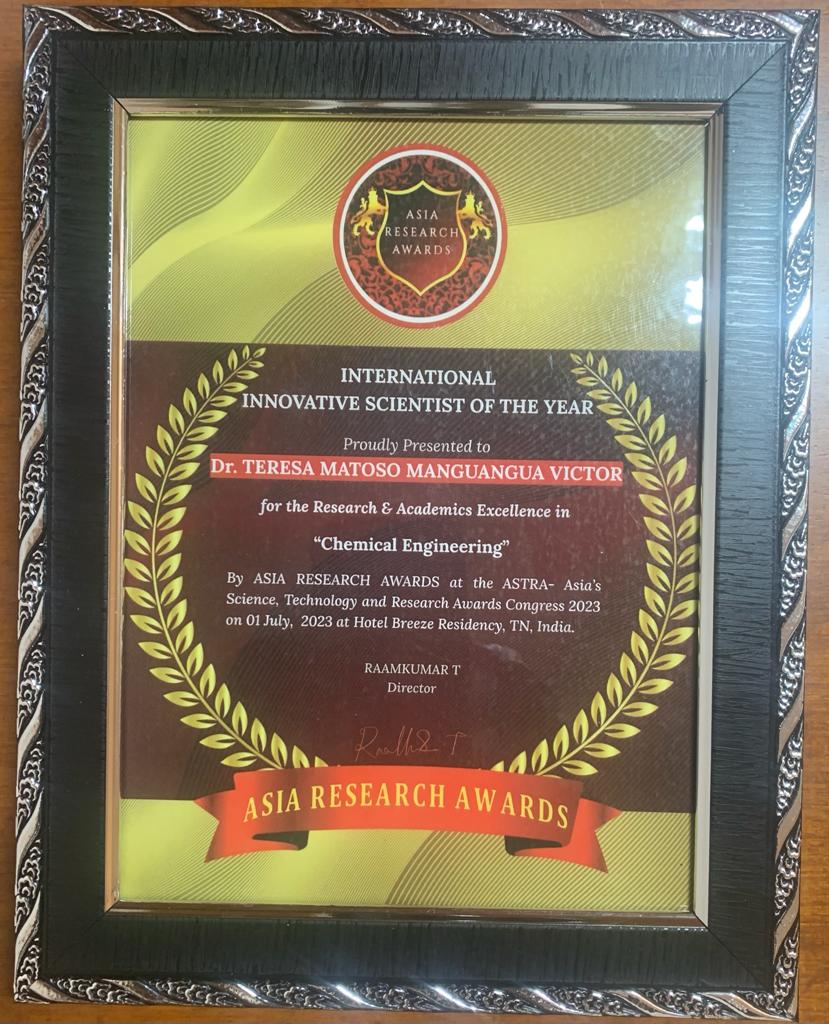 ASIA
RESEARCH
AWARDS
INTERNATIONAL
INNOVATIVE SCIENTIST OF THE YEAR
Proudly Presented to
Dr. TERESA MATOSO MANGUANGUA VICTOR
for the Research & Academics Excellence in
“Chemical Engineering”
By ASIA RESEARCH AWARDS at the ASTRA- Asia's
Science, Technology and Research Awards Congress 2023
on 01 July, 2023 at Hotel Breeze Residency, TN, India.
RAAMKUMAR T
Director
ASIA RESEARCH AWARDS